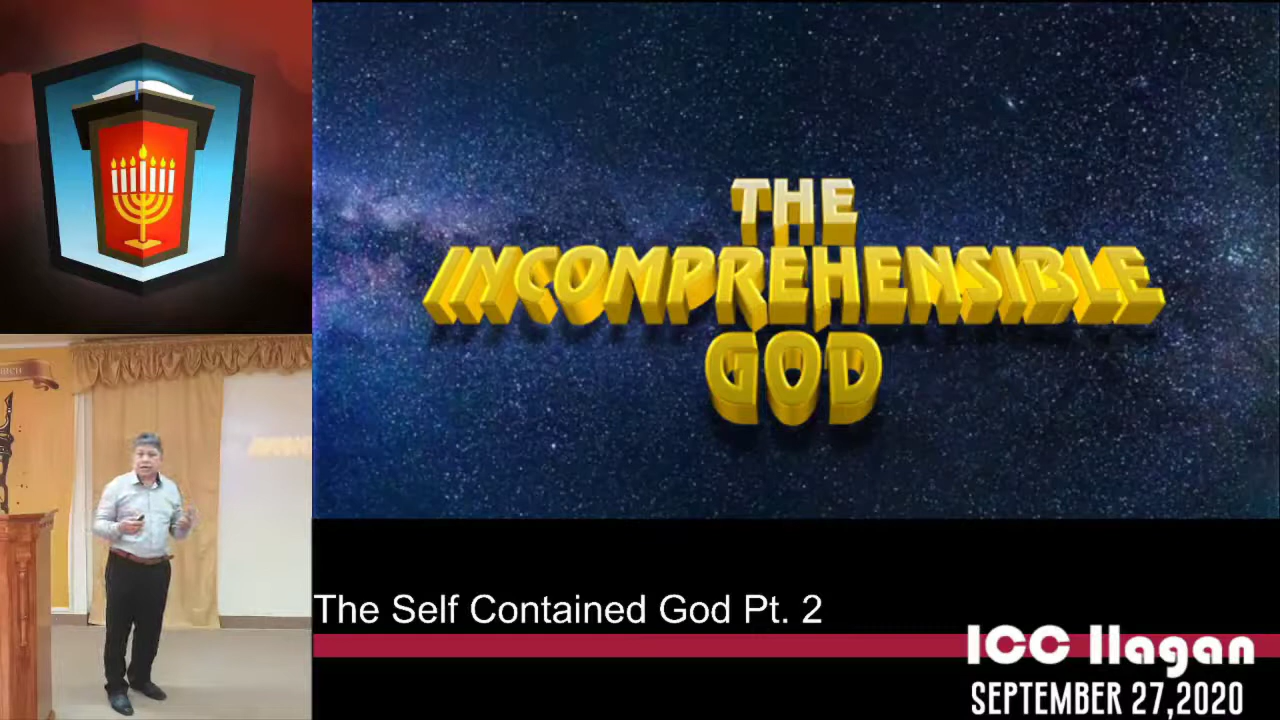 THE
INCOMPREHENSIBLE
GOD
The Self Contained God Pt. 2
ICC Ilagan
SEPTEMBER 27,2020